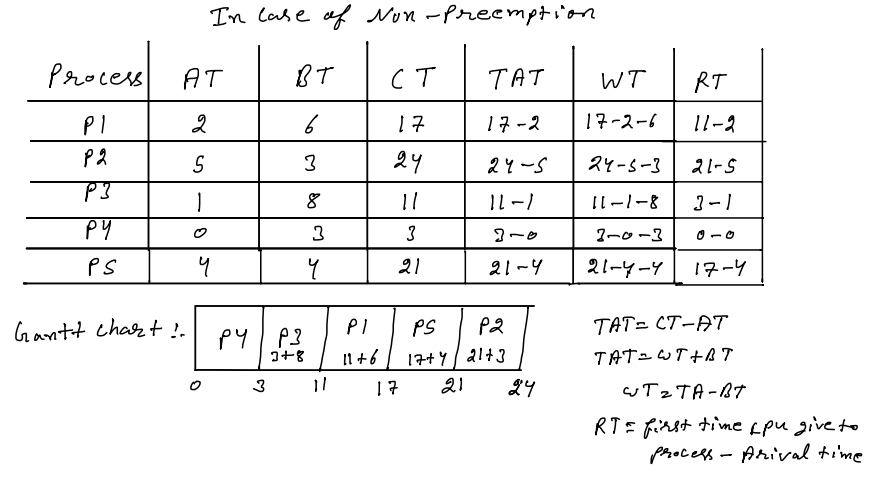 In Case of Non-Preemption
Process AT BT CT TAT WT RT
P1 2 6 17 17-2 17-2-6 11-2
P2 5 3 24 24-5 24-5-3 21-5
P3 1 8 11 11-1 11-1-8 3-1
P4 0 3 3 3-0 3-0-3 0-0
P5 4 4 21 21-4 21-4-4 17-4
Gantt chart :- P4 P3 P1 P5 P2
3+8 11+6 17+4 21+3
0 3 11 17 21 24
TAT= CT-AT
TAT= WT+BT
WT= TA-BT
RT= first time CPU give to
process - Arival time